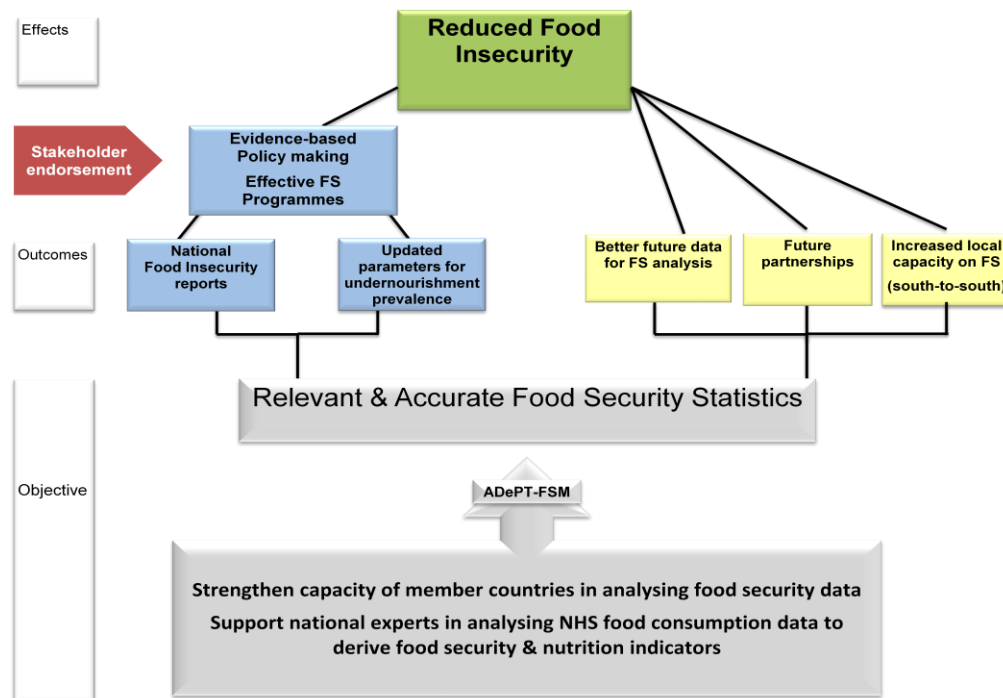 Effects
Reduced Food
Insecurity
Stakeholder
endorsement
Evidence-based
Policy making
Effective FS
Programmes
Outcomes
National
Food Insecurity
reports
Updated
parameters for
undernourishment
prevalence
Better future data
for FS analysis
Future
partnerships
Increased local
capacity on FS
(south-to-south)
Relevant & Accurate Food Security Statistics
Objective
ADePT-FSM
Strengthen capacity of member countries in analysing food security data
Support national experts in analysing NHS food consumption data to
derive food security & nutrition indicators